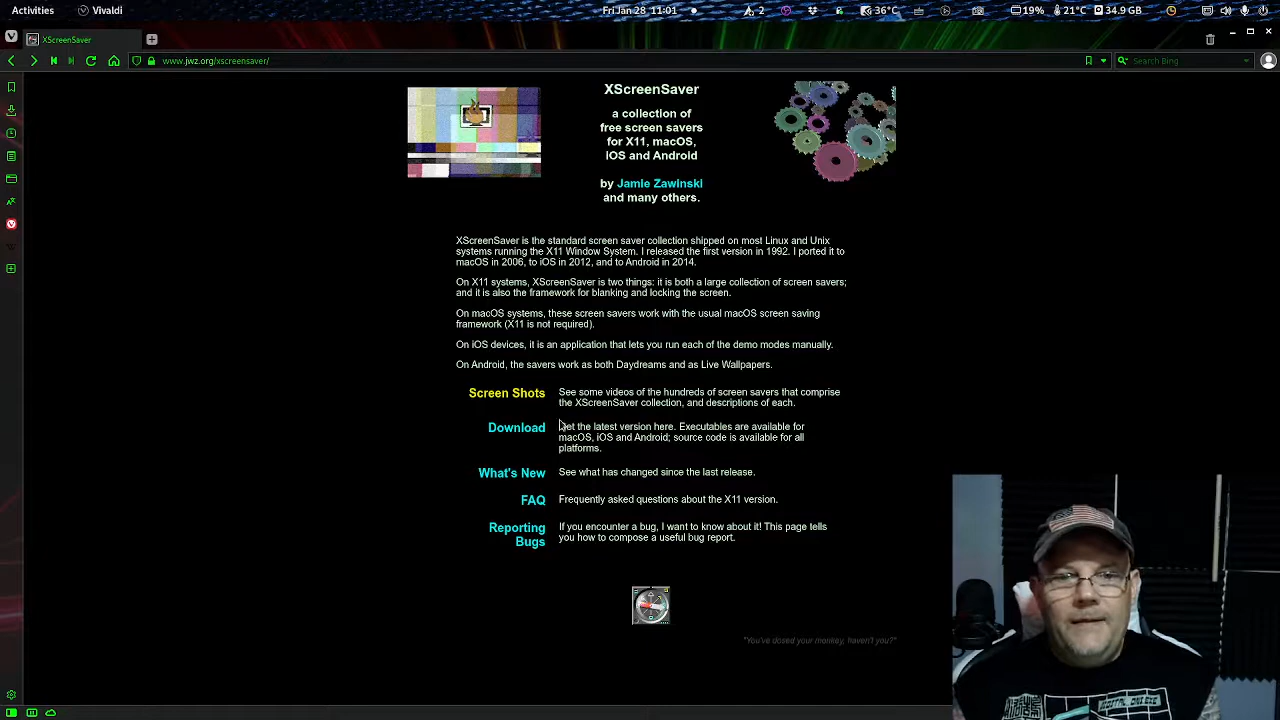 Activities
Vivaldi
Fri Jan 28 11:01
2
36°C
19%
21°C
34.9 GB
XScreenSaver
www.jwz.org/xscreensaver/
Search Bing
XScreenSaver
a collection of
free screen savers
for X11, macOS,
iOS and Android
by Jamie Zawinski
and many others.
XScreenSaver is the standard screen saver collection shipped on most Linux and Unix
systems running the X11 Window System. I released the first version in 1992. I ported it to
macOS in 2006, to iOS in 2012, and to Android in 2014.
On X11 systems, XScreenSaver is two things: it is both a large collection of screen savers;
and it is also the framework for blanking and locking the screen.
On macOS systems, these screen savers work with the usual macOS screen saving
framework (X11 is not required).
On iOS devices, it is an application that lets you run each of the demo modes manually.
On Android, the savers work as both Daydreams and as Live Wallpapers.
Screen Shots
See some videos of the hundreds of screen savers that comprise
the XScreenSaver collection, and descriptions of each.
Download
Get the latest version here. Executables are available for
macOS, iOS and Android; source code is available for all
platforms.
What's New
See what has changed since the last release.
FAQ
Frequently asked questions about the X11 version.
Reporting
Bugs
If you encounter a bug, I want to know about it! This page tells
you how to compose a useful bug report.
"You've dosed your monkey, haven't you?"